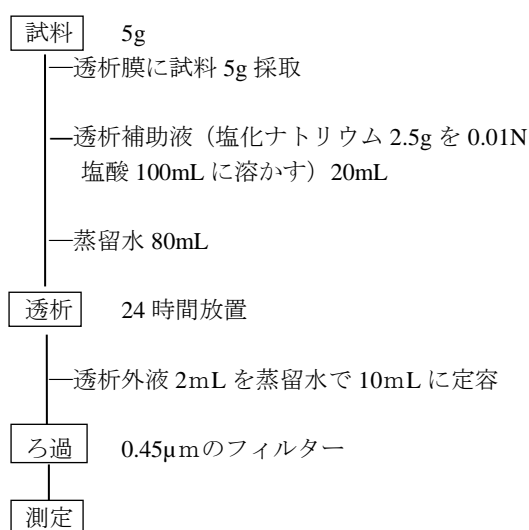 試料 5g
―透析膜に試料 5g 採取
―透析補助液（塩化ナトリウム 2.5g を 0.01N
塩酸 100mL に溶かす）20mL
―蒸留水 80mL
透析 24 時間放置
―透析外液 2mL を蒸留水で 10mL に定容
ろ過 0.45μmのフィルター
測定